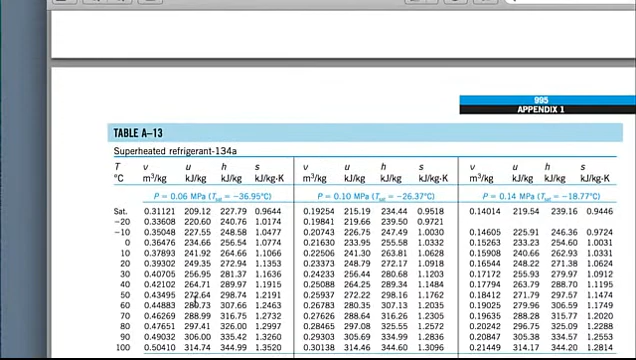 995
APPENDIX 1
TABLE A–13
Superheated refrigerant-134a
T v u h s v u h s v u h s
°C m³/kg kJ/kg kJ/kg kJ/kg·K m³/kg kJ/kg kJ/kg kJ/kg·K m³/kg kJ/kg kJ/kg kJ/kg·K
P = 0.06 MPa (Tsat = −36.95°C) P = 0.10 MPa (Tsat = −26.37°C) P = 0.14 MPa (Tsat = −18.77°C)
Sat. 0.31121 209.12 227.79 0.9644 0.19254 215.19 234.44 0.9518 0.14014 219.54 239.16 0.9446
−20 0.33608 220.60 240.76 1.0174 0.19841 219.66 239.50 0.9721
−10 0.35048 227.55 248.58 1.0477 0.20743 226.75 247.49 1.0030 0.14605 225.91 246.36 0.9724
0 0.36476 234.66 256.54 1.0774 0.21630 233.95 255.58 1.0332 0.15263 233.23 254.60 1.0031
10 0.37893 241.92 264.66 1.1066 0.22506 241.30 263.81 1.0628 0.15908 240.66 262.93 1.0331
20 0.39302 249.35 272.94 1.1353 0.23373 248.79 272.17 1.0918 0.16544 248.22 271.38 1.0624
30 0.40705 256.95 281.37 1.1636 0.24233 256.44 280.68 1.1203 0.17172 255.93 279.97 1.0912
40 0.42102 264.71 289.97 1.1915 0.25088 264.25 289.34 1.1484 0.17794 263.79 288.70 1.1195
50 0.43495 272.64 298.74 1.2191 0.25937 272.22 298.16 1.1762 0.18412 271.79 297.57 1.1474
60 0.44883 280.73 307.66 1.2463 0.26783 280.35 307.13 1.2035 0.19025 279.96 306.59 1.1749
70 0.46269 288.99 316.75 1.2732 0.27626 288.64 316.26 1.2305 0.19635 288.28 315.77 1.2020
80 0.47651 297.41 326.00 1.2997 0.28465 297.08 325.55 1.2572 0.20242 296.75 325.09 1.2288
90 0.49032 306.00 335.42 1.3260 0.29303 305.69 334.99 1.2836 0.20847 305.38 334.57 1.2553
100 0.50410 314.74 344.99 1.3520 0.30138 314.46 344.60 1.3096 0.21449 314.17 344.20 1.2814